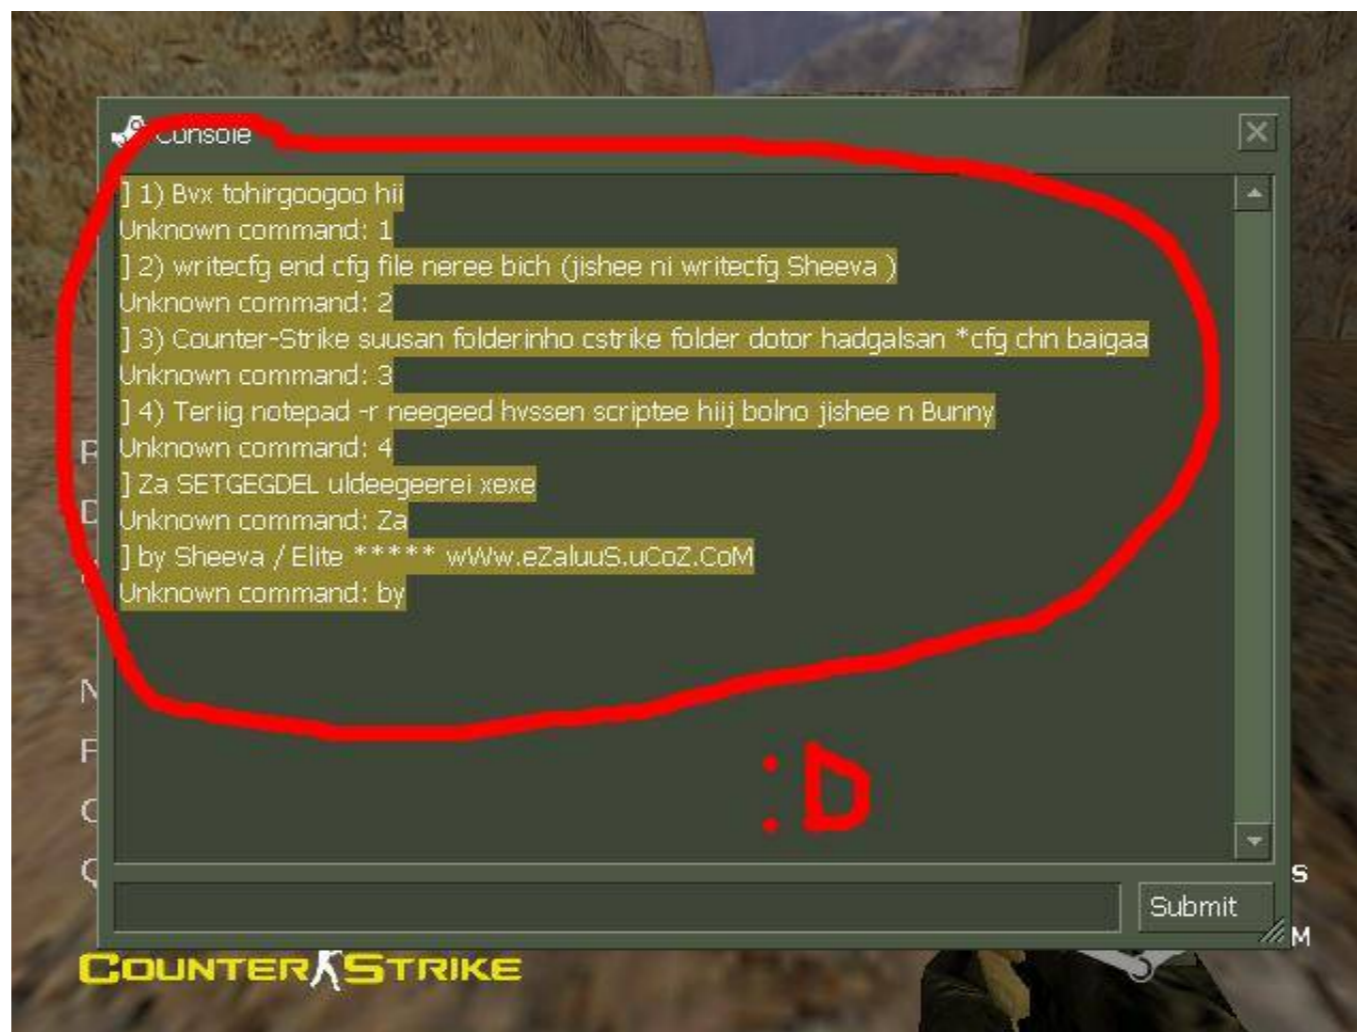 Console
] 1) Bvx tohirgoogoo hii
Unknown command: 1
] 2) writecfg end cfg file neree bich (jishee ni writecfg Sheeva )
Unknown command: 2
] 3) Counter-Strike suusan folderinho cstrike folder dotor hadgalsan *cfg chn baigaa
Unknown command: 3
] 4) Teriig notepad -r neegeed hvssen scriptee hiij bolno jishee n Bunny
Unknown command: 4
] Za SETGEGDEL uldeegeerei xexe
Unknown command: Za
] by Sheeva / Elite ***** wWw.eZaluuS.uCoZ.CoM
Unknown command: by
:D
Submit
COUNTER STRIKE